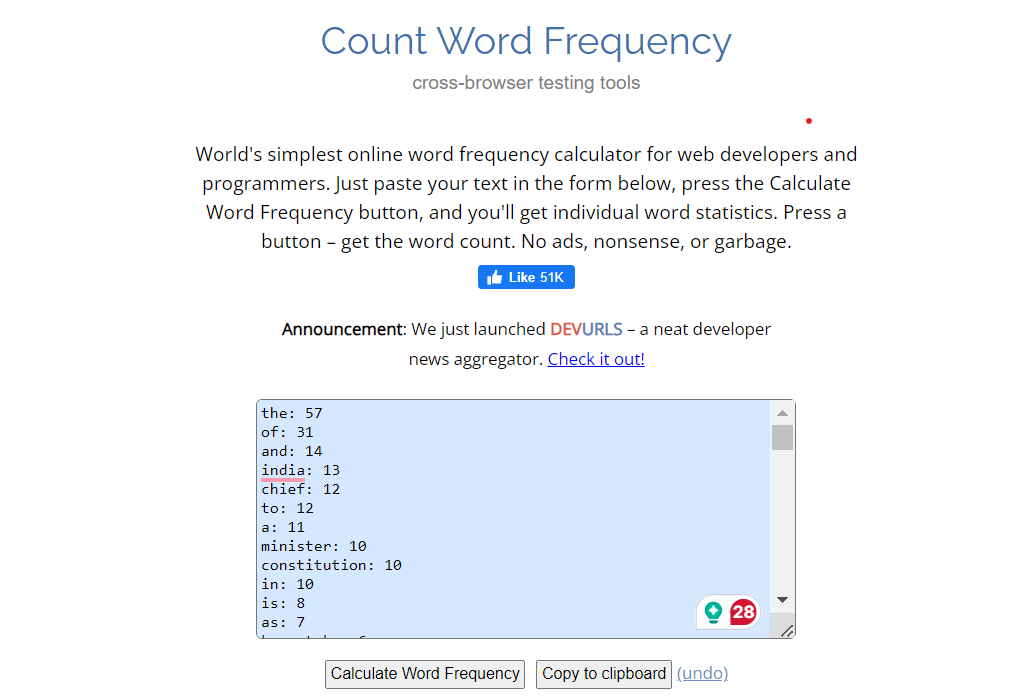 Count Word Frequency
cross-browser testing tools
World's simplest online word frequency calculator for web developers and
programmers. Just paste your text in the form below, press the Calculate
Word Frequency button, and you'll get individual word statistics. Press a
button – get the word count. No ads, nonsense, or garbage.
Like 51K
Announcement: We just launched DEVURLS – a neat developer
news aggregator. Check it out!
the: 57
of: 31
and: 14
india: 13
chief: 12
to: 12
a: 11
minister: 10
constitution: 10
in: 10
is: 8
as: 7
28
Calculate Word Frequency Copy to clipboard (undo)